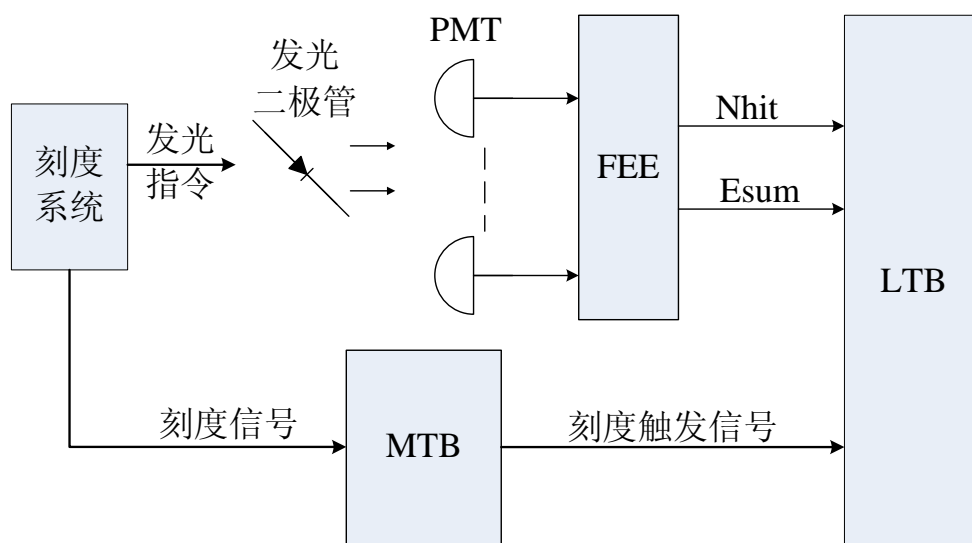 PMT
发光
二极管
Nhit
发光
指令
刻度
系统
FEE
Esum
LTB
刻度信号
MTB
刻度触发信号